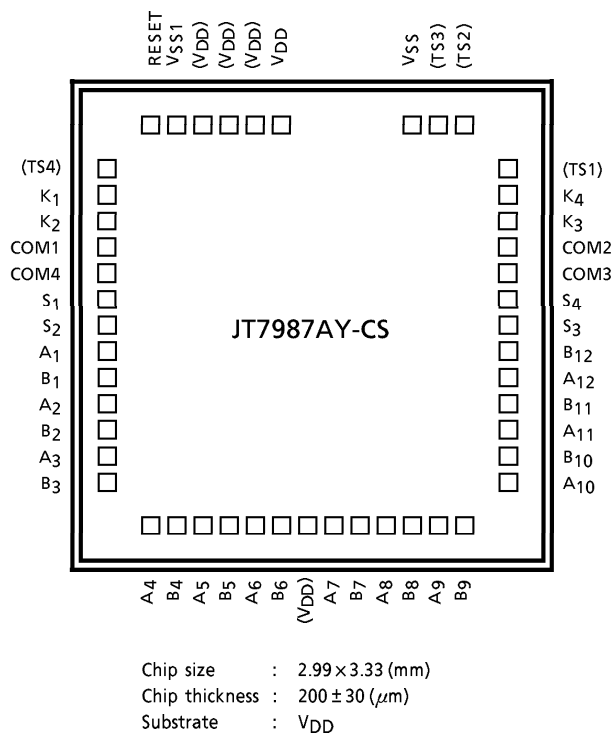 RESET
VSS1
(VDD)
(VDD)
(VDD)
VDD
VSS
(TS3)
(TS2)
(TS4)
K1
K2
COM1
COM4
S1
S2
A1
B1
A2
B2
A3
B3
JT7987AY-CS
(TS1)
K4
K3
COM2
COM3
S4
S3
B12
A12
B11
A11
B10
A10
A4
B4
A5
B5
A6
B6
(VDD)
A7
B7
A8
B8
A9
B9
Chip size : 2.99×3.33 (mm)
Chip thickness : 200±30 (μm)
Substrate : VDD